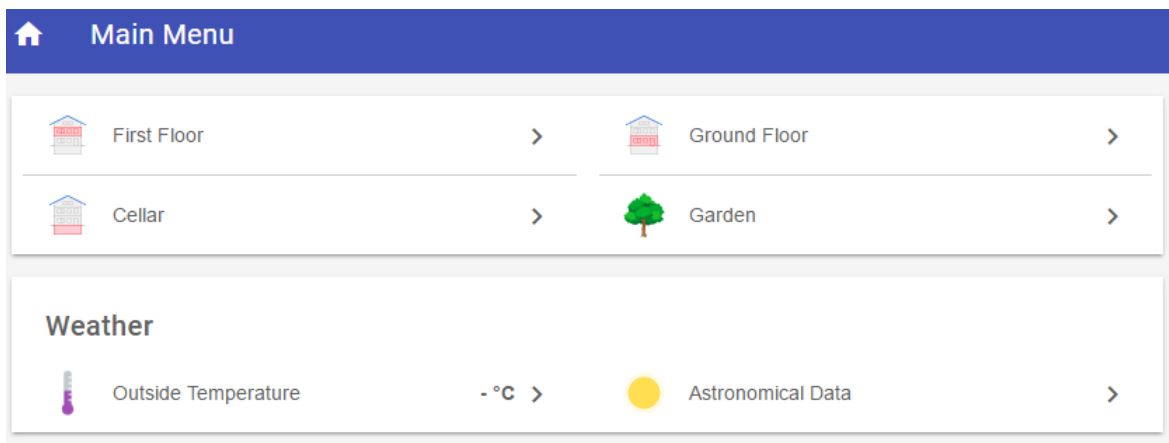 Main Menu
First Floor
Ground Floor
Cellar
Garden
Weather
Outside Temperature - °C
Astronomical Data